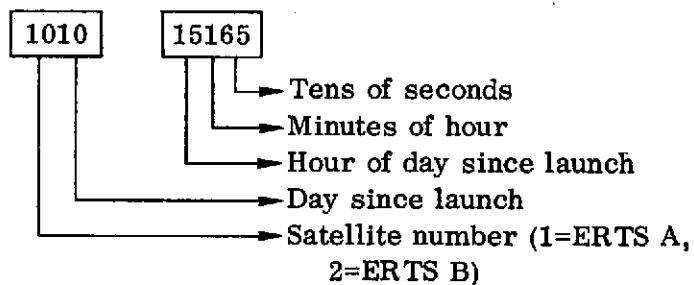 1010 15165
Tens of seconds
Minutes of hour
Hour of day since launch
Day since launch
Satellite number (1=ERTS A,
2=ERTS B)